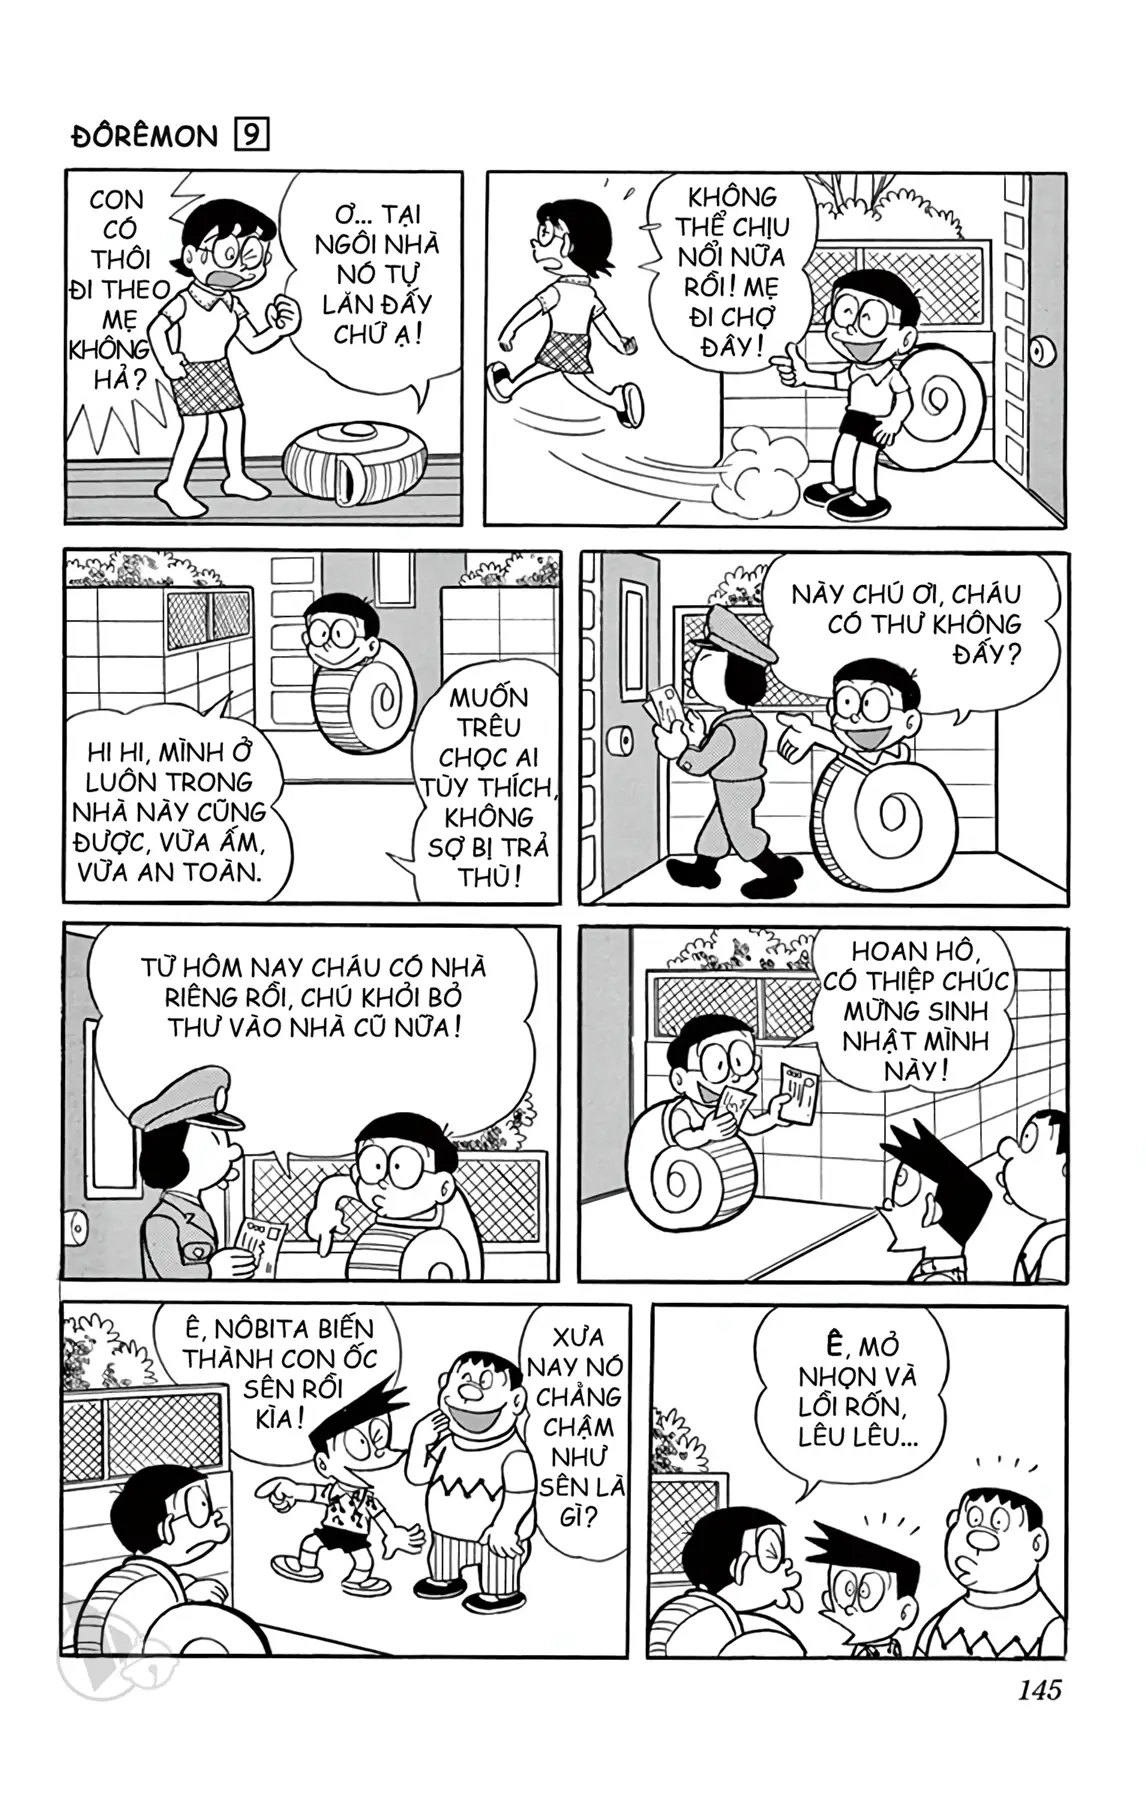 ĐÔRÊMON 9
CON
CÓ
THÔI
ĐI THEO
MẸ
KHÔNG
HẢ?
Ơ... TẠI
NGÔI NHÀ
NÓ TỰ
LĂN ĐẤY
CHỨ Ạ!
KHÔNG
THỂ CHỊU
NỔI NỮA
RỒI! MẸ
ĐI CHỢ
ĐÂY!
HI HI, MÌNH Ở
LUÔN TRONG
NHÀ NÀY CŨNG
ĐƯỢC, VỪA ẤM,
VỪA AN TOÀN.
MUỐN
TRÊU
CHỌC AI
TÙY THÍCH,
KHÔNG
SỢ BỊ TRẢ
THÙ!
NÀY CHÚ ƠI, CHÁU
CÓ THƯ KHÔNG
ĐẤY?
TỪ HÔM NAY CHÁU CÓ NHÀ
RIÊNG RỒI, CHÚ KHỎI BỎ
THƯ VÀO NHÀ CŨ NỮA!
HOAN HÔ,
CÓ THIỆP CHÚC
MỪNG SINH
NHẬT MÌNH
NÀY!
Ê, NÔBITA BIẾN
THÀNH CON ỐC
SÊN RỒI
KÌA!
XƯA
NAY NÓ
CHẲNG
CHẬM
NHƯ
SÊN LÀ
GÌ?
Ê, MỎ
NHỌN VÀ
LỒI RỐN,
LÊU LÊU...
145